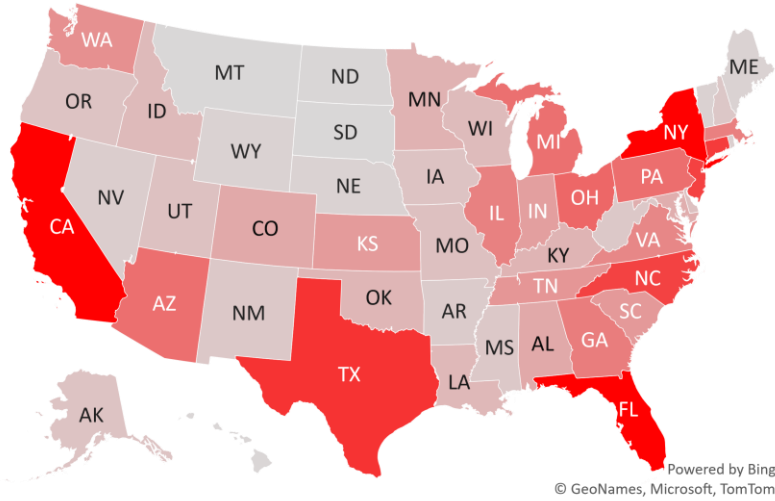 WA
MT
ND
ME
OR
ID
MN
WI
SD
WY
MI
NY
NE
IA
PA
NV
UT
CO
IL
IN
OH
CA
KS
MO
KY
VA
AZ
NM
OK
AR
TN
NC
SC
MS
AL
GA
TX
LA
AK
FL
Powered by Bing
© GeoNames, Microsoft, TomTom